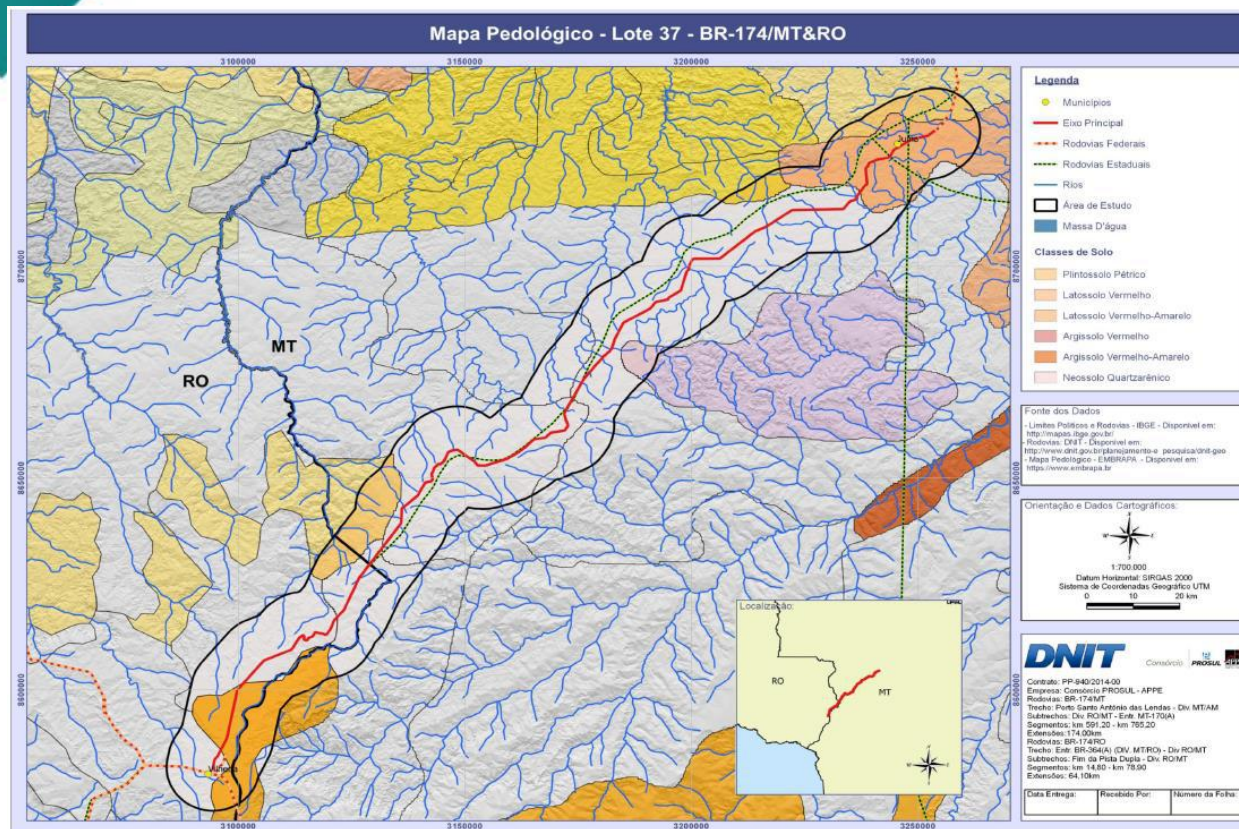 Mapa Pedológico - Lote 37 - BR-174/MT&RO
3100000
3150000
3200000
3250000
8700000
8700000
8650000
8650000
8600000
8600000
MT
RO
3100000
3150000
3200000
3250000
Localização:
RO
MT
Legenda
Municípios
Eixo Principal
Rodovias Federais
Rodovias Estaduais
Rios
Área de Estudo
Massa D'água
Classes de Solo
Plintossolo Pétrico
Latossolo Vermelho
Latossolo Vermelho-Amarelo
Argissolo Vermelho
Argissolo Vermelho-Amarelo
Neossolo Quartzarênico
Fonte dos Dados
- Limites Políticos e Rodovias - IBGE - Disponível em:
http://mapas.ibge.gov.br/
- Rodovias: DNIT - Disponível em:
http://www.dnit.gov.br/planejamento-e pesquisa/dnit-geo
- Mapa Pedológico - EMBRAPA - Disponível em:
https://www.embrapa.br
Orientação e Dados Cartográficos:
N
W
E
S
1:700.000
Datum Horizontal: SIRGAS 2000
Sistema de Coordenadas Geográfico UTM
0 10 20 km
DNIT
Consórcio PROSUL
Contrato: PP-940/2014-00
Empresa: Consórcio PROSUL - APPE
Rodovias: BR-174/MT
Trecho: Porto Santo Antônio das Lendas - Div. MT/AM
Subtrechos: Div. RO/MT - Entr. MT-170(A)
Segmentos: km 591,20 - km 765,20
Extensões: 174,00km
Rodovias: BR-174/RO
Trecho: Entr. BR-364(A) (DIV. MT/RO) - Div RO/MT
Subtrechos: Fim da Pista Dupla - Div. RO/MT
Segmentos: km 14,80 - km 78,90
Extensões: 64,10km
Data Entrega:
Recebido Por:
Número da Folha: